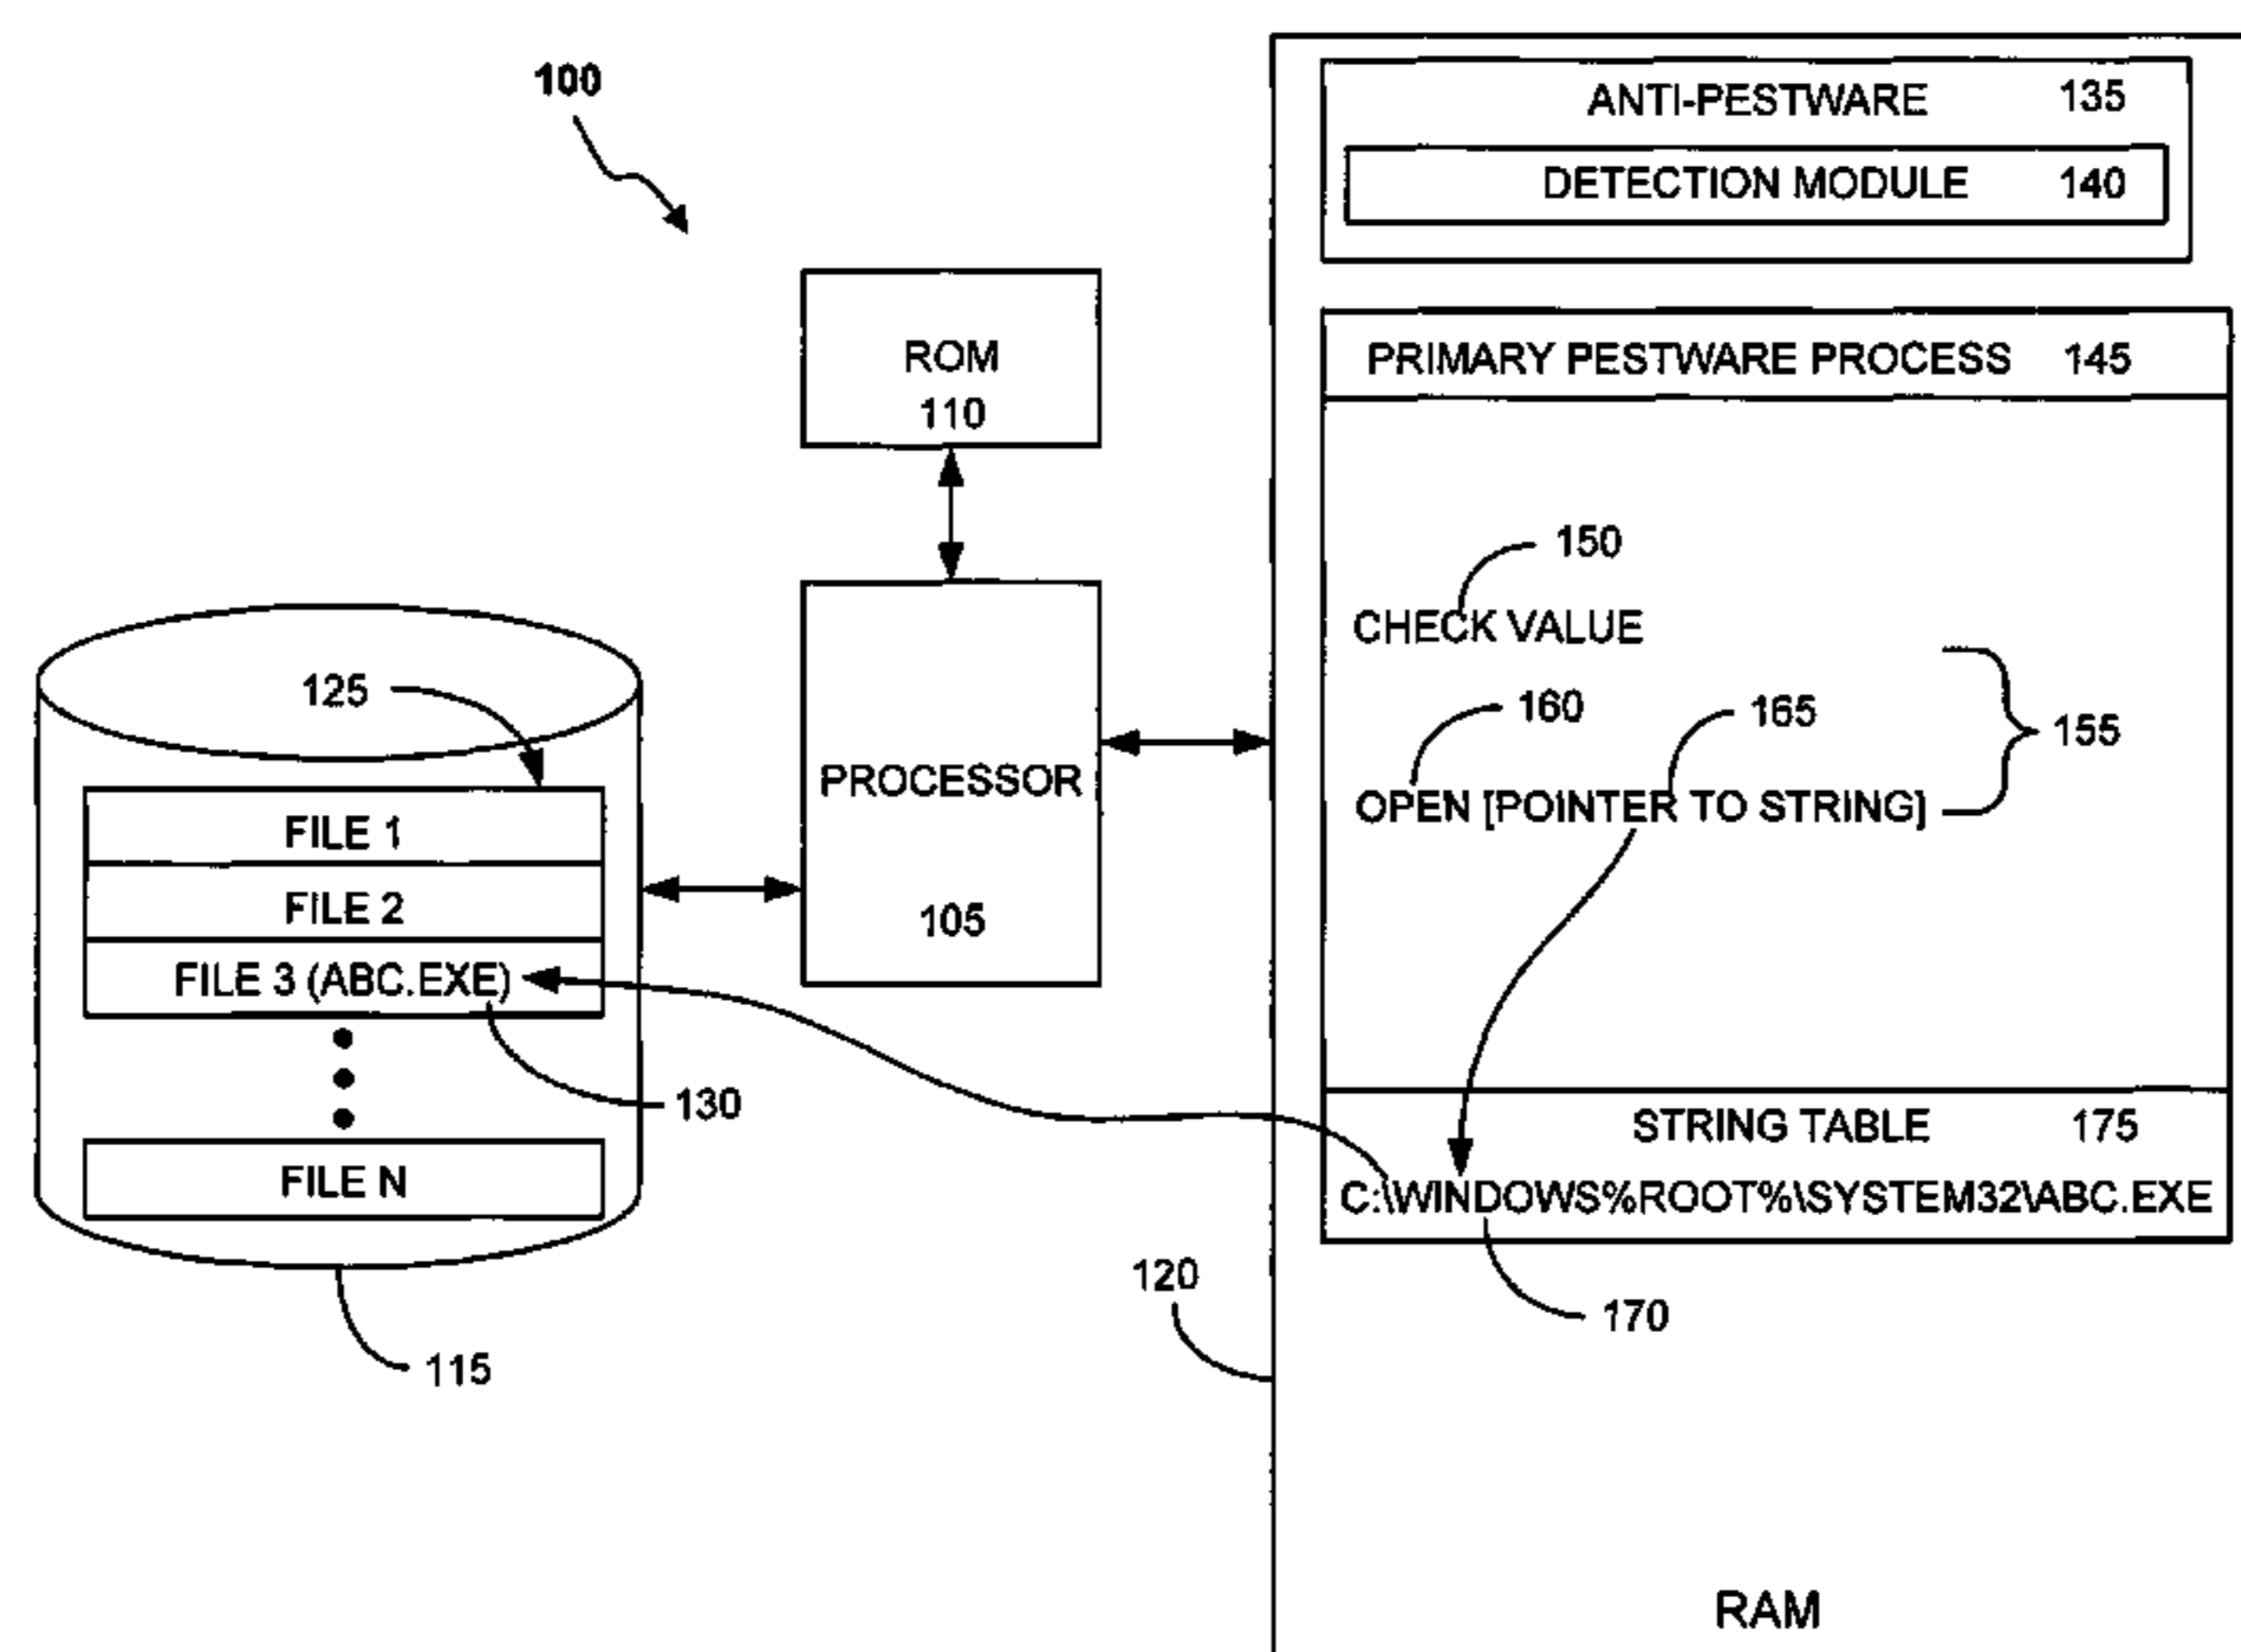 100
ANTI-PESTWARE 135
DETECTION MODULE 140
ROM
110
PRIMARY PESTWARE PROCESS 145
150
CHECK VALUE
125
160
165
155
PROCESSOR
105
OPEN [POINTER TO STRING]
FILE 1
FILE 2
FILE 3 (ABC.EXE)
130
FILE N
STRING TABLE 175
C:\WINDOWS%ROOT%\SYSTEM32\ABC.EXE
120
170
115
RAM